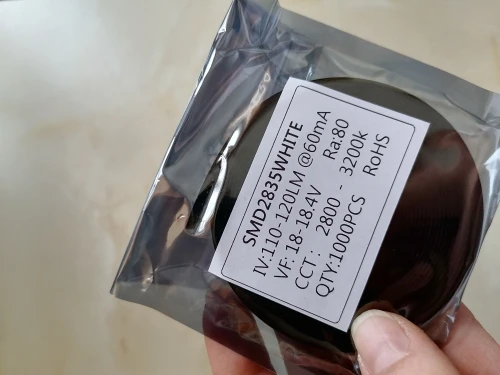 SMD2835WHITE
IV:110-120LM @60mA
VF: 18-18.4V Ra:80
CCT: 2800 - 3200k
QTY:1000PCS RoHS